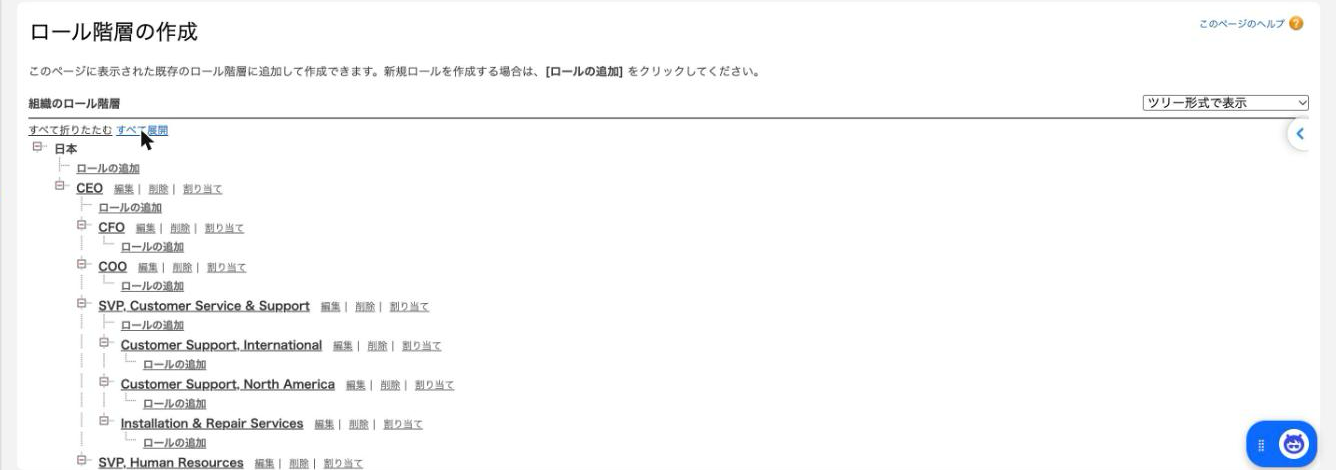 ロール階層の作成
このページのヘルプ ?
このページに表示された既存のロール階層に追加して作成できます。新規ロールを作成する場合は、[ロールの追加] をクリックしてください。
組織のロール階層
ツリー形式で表示
すべて折りたたむ すべて展開
日本
ロールの追加
CEO 編集 | 削除 | 割り当て
ロールの追加
CFO 編集 | 削除 | 割り当て
ロールの追加
COO 編集 | 削除 | 割り当て
ロールの追加
SVP, Customer Service & Support 編集 | 削除 | 割り当て
ロールの追加
Customer Support, International 編集 | 削除 | 割り当て
ロールの追加
Customer Support, North America 編集 | 削除 | 割り当て
ロールの追加
Installation & Repair Services 編集 | 削除 | 割り当て
ロールの追加
SVP, Human Resources 編集 | 削除 | 割り当て